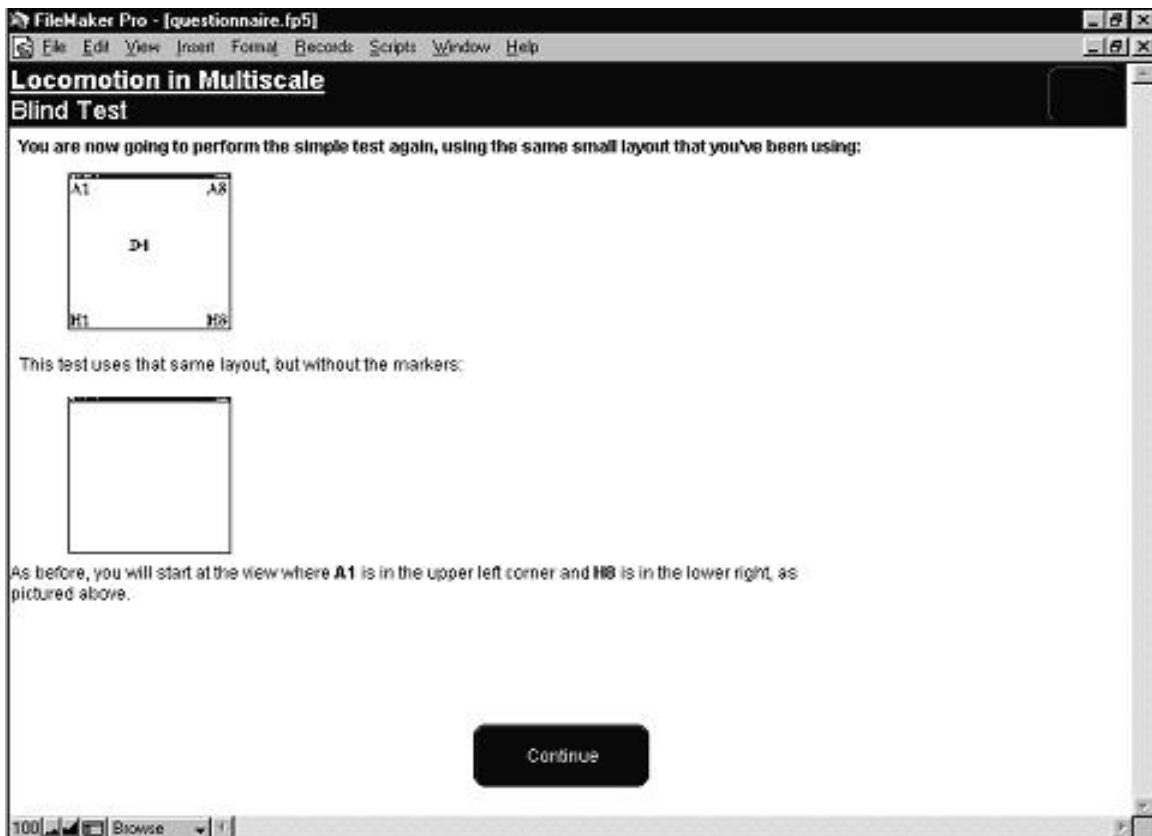 FileMaker Pro - [questionnaire.fp5]
File Edit View Insert Format Records Scripts Window Help
Locomotion in Multiscale
Blind Test
You are now going to perform the simple test again, using the same small layout that you've been using:
A1 A8
D4
H1 H8
This test uses that same layout, but without the markers:
As before, you will start at the view where A1 is in the upper left corner and H8 is in the lower right, as
pictured above.
Continue
100 Browse